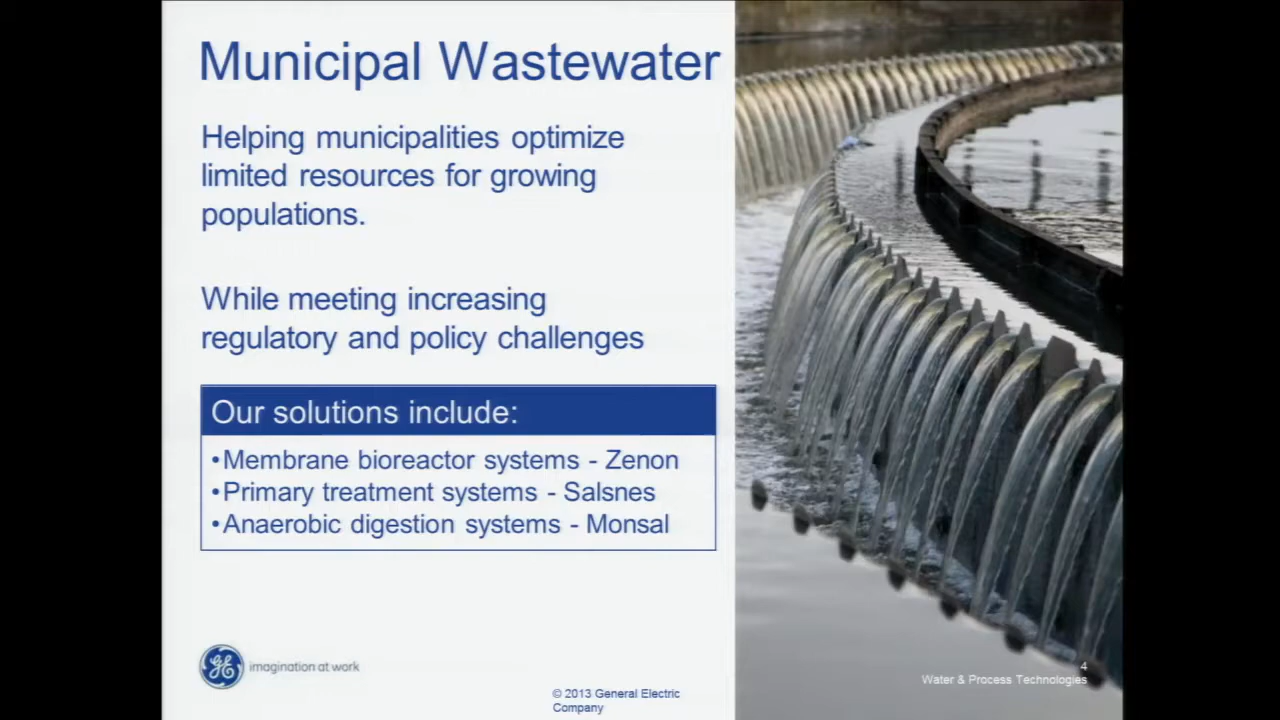 Municipal Wastewater
Helping municipalities optimize
limited resources for growing
populations.
While meeting increasing
regulatory and policy challenges
Our solutions include:
•Membrane bioreactor systems - Zenon
•Primary treatment systems - Salsnes
•Anaerobic digestion systems - Monsal
GE imagination at work
© 2013 General Electric
Company
4
Water & Process Technologies